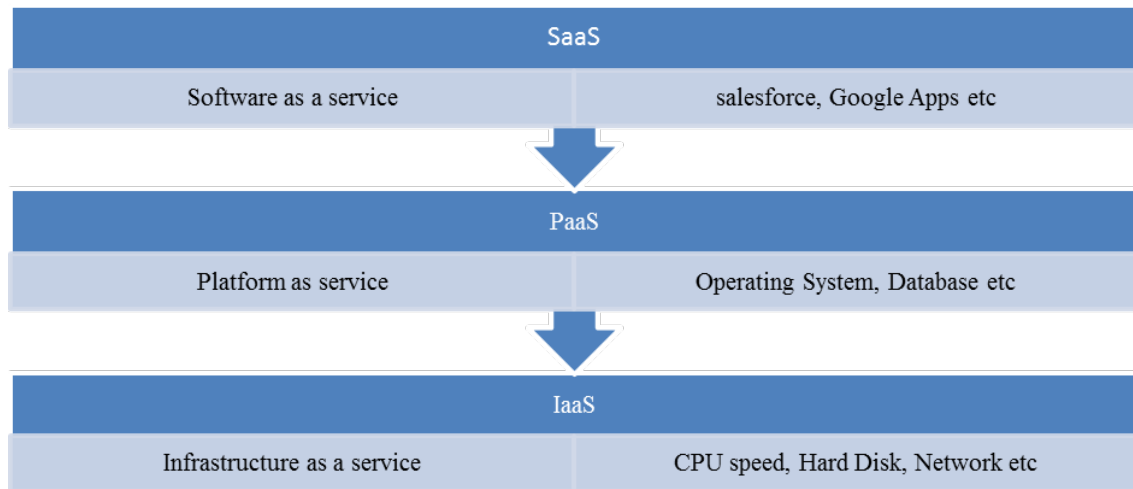 SaaS
Software as a service
salesforce, Google Apps etc
PaaS
Platform as service
Operating System, Database etc
IaaS
Infrastructure as a service
CPU speed, Hard Disk, Network etc